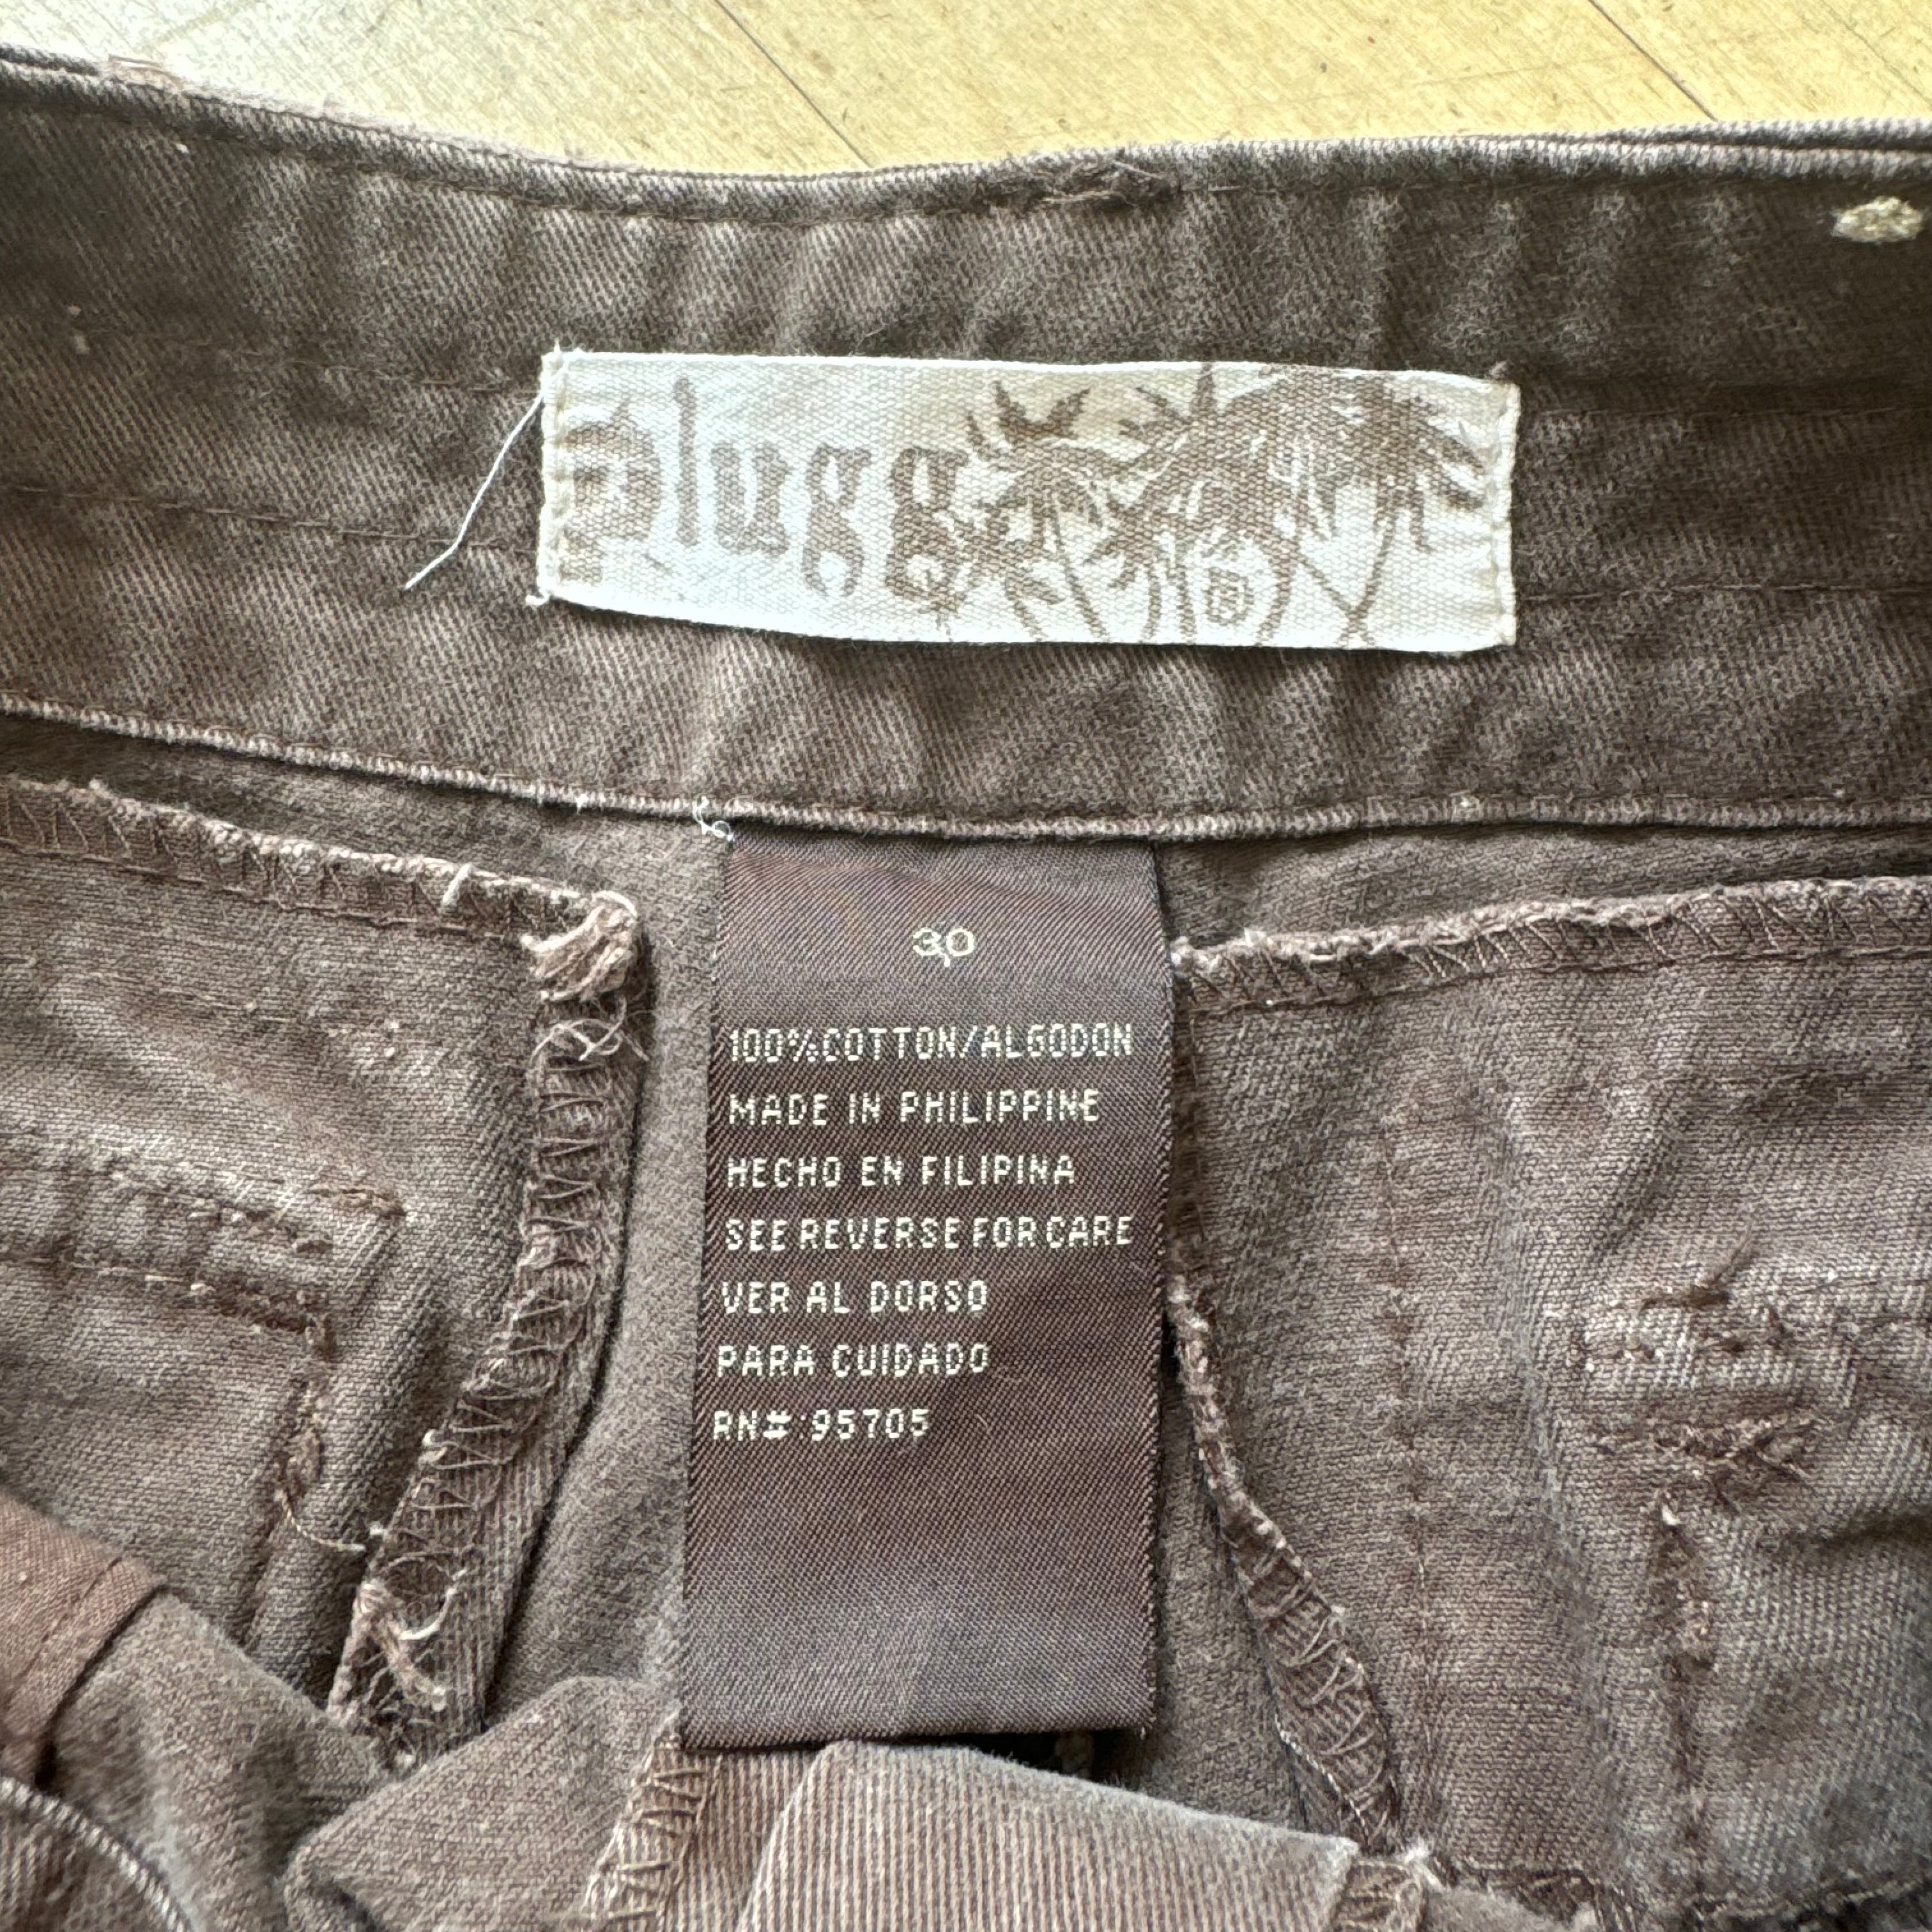 Plugg
30
100%COTTON/ALGODON
MADE IN PHILIPPINE
HECHO EN FILIPINA
SEE REVERSE FOR CARE
VER AL DORSO
PARA CUIDADO
RN#:95705